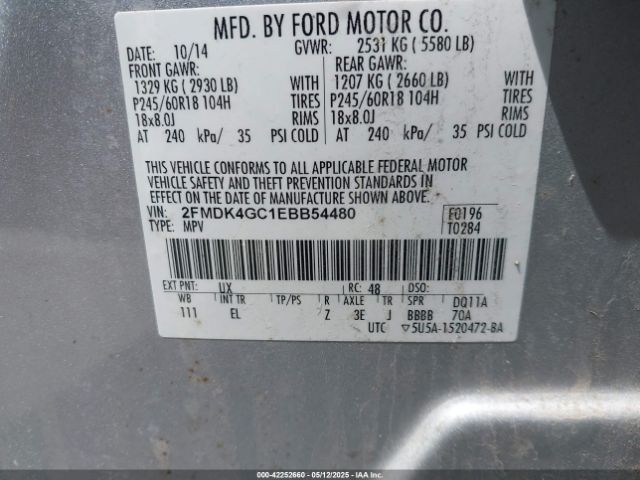 MFD. BY FORD MOTOR CO.
DATE: 10/14 GVWR: 2531 KG ( 5580 LB)
FRONT GAWR: REAR GAWR:
1329 KG ( 2930 LB) WITH 1207 KG ( 2660 LB) WITH
P245/60R18 104H TIRES P245/60R18 104H TIRES
18x8.0J RIMS 18x8.0J RIMS
AT 240 kPa/ 35 PSI COLD AT 240 kPa/ 35 PSI COLD
THIS VEHICLE CONFORMS TO ALL APPLICABLE FEDERAL MOTOR
VEHICLE SAFETY AND THEFT PREVENTION STANDARDS IN
EFFECT ON THE DATE OF MANUFACTURE SHOWN ABOVE.
VIN: 2FMDK4GC1EBB54480 F0196
TYPE: MPV T0284
EXT PNT: UX RC: 48 DSO:
WB INT TR TP/PS R AXLE TR SPR DQ11A
111 EL Z 3E J BBBB 70A
UTC ▽5U5A-1520472-BA
00-42252660 - 05/12/2025 - IAA Inc.